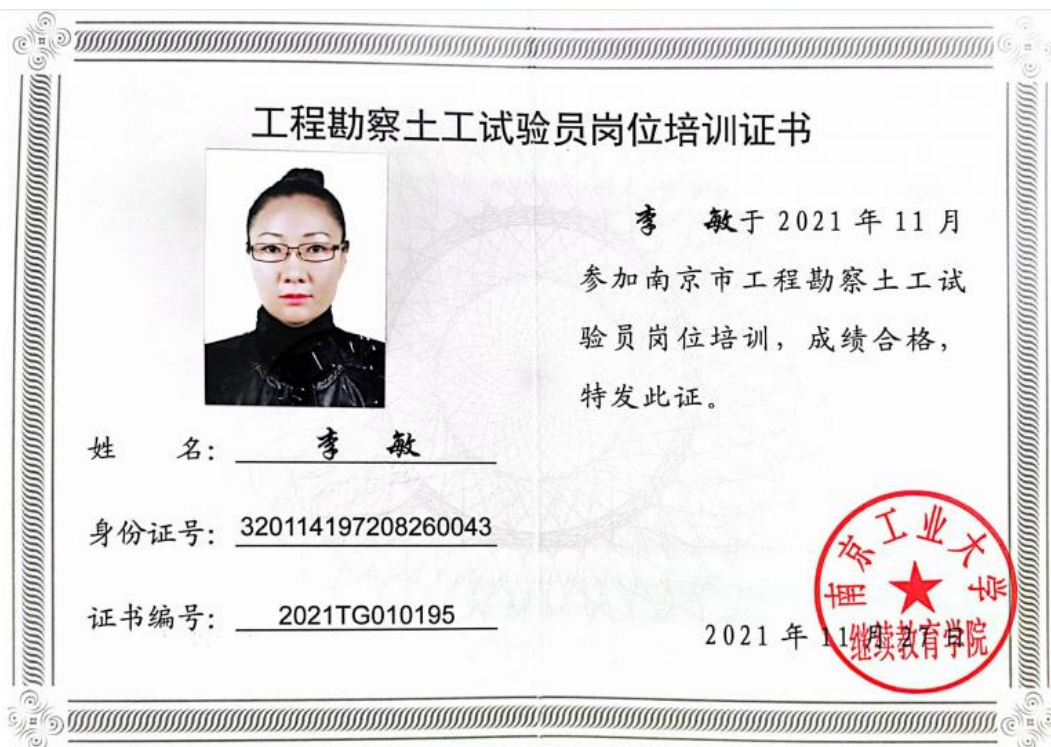 工程勘察土工试验员岗位培训证书
李 敏于 2021 年 11 月
参加南京市工程勘察土工试
验员岗位培训，成绩合格，
特发此证。
姓 名： 李 敏
身份证号： 320114197208260043
证书编号： 2021TG010195
南京工业大学
继续教育学院
2021 年 11 月 27 日